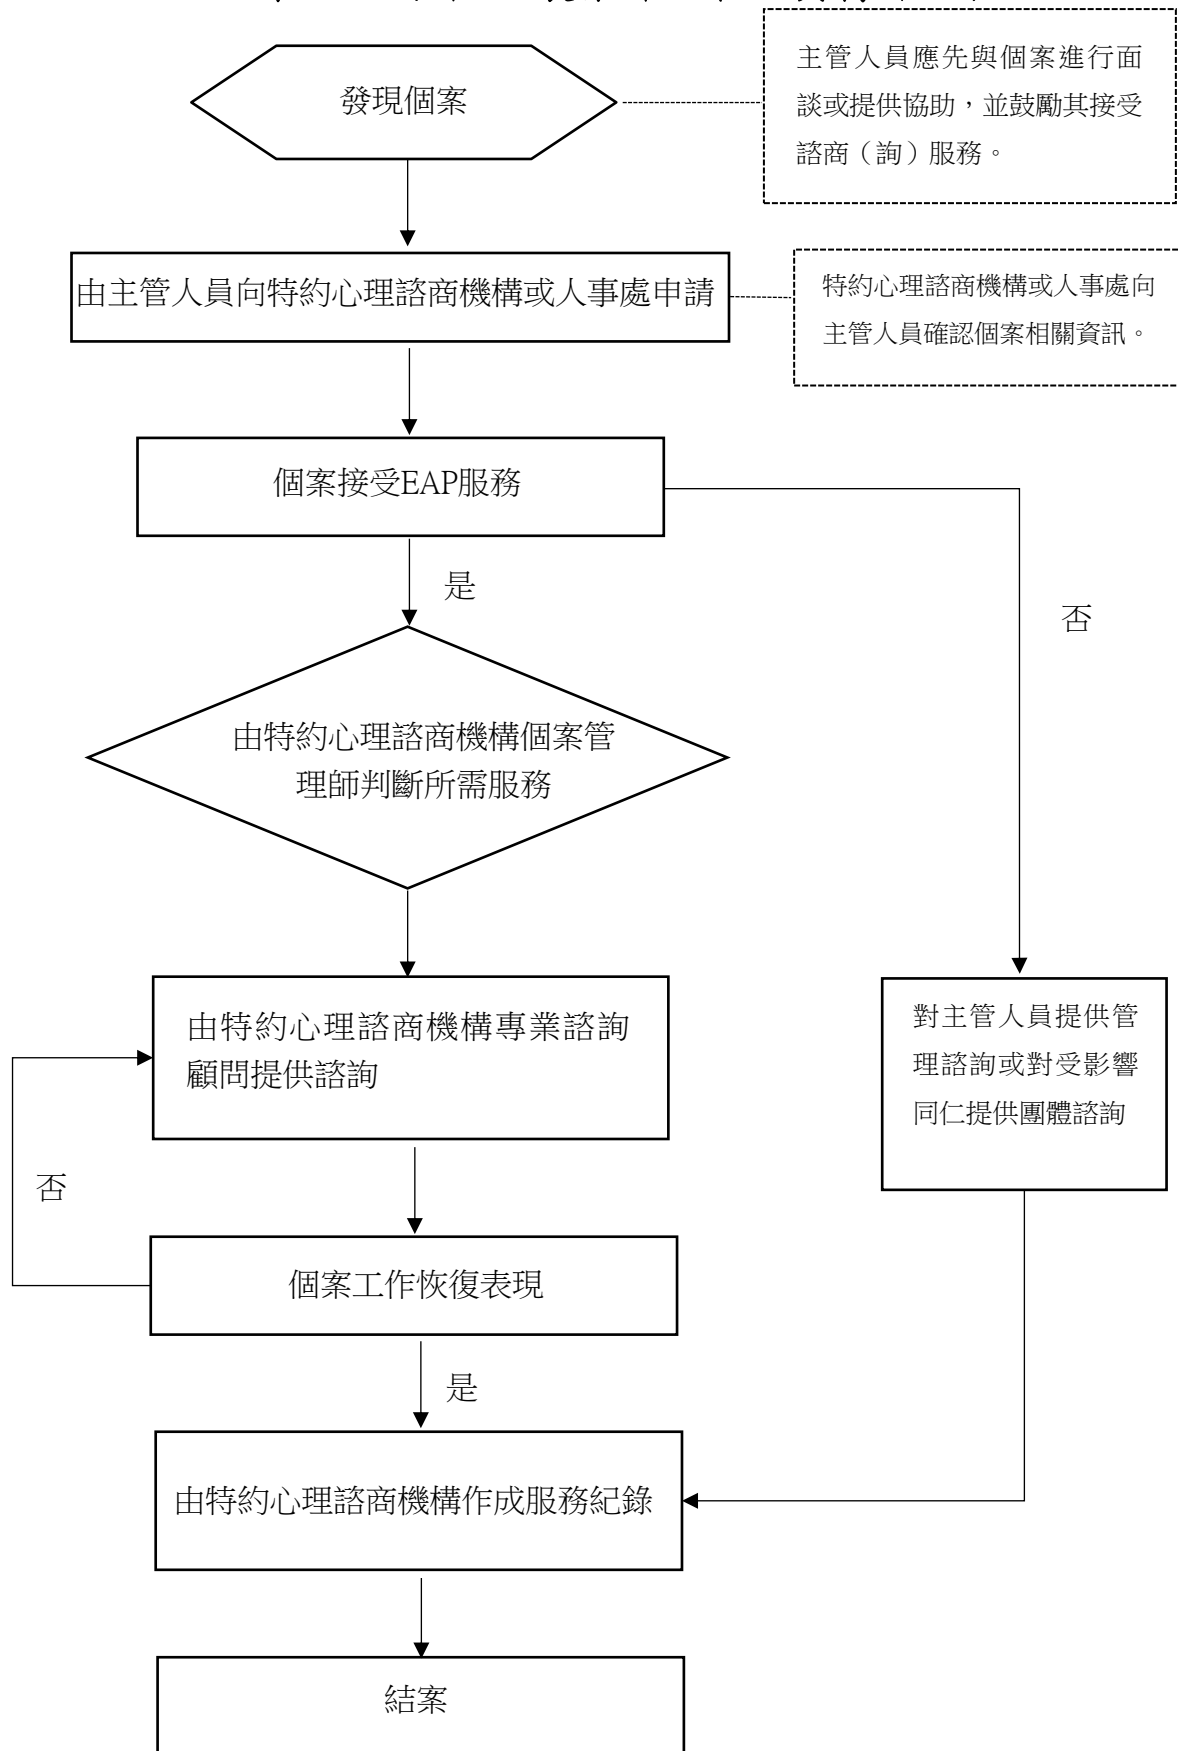 發現個案
主管人員應先與個案進行面
談或提供協助，並鼓勵其接受
諮商（詢）服務。
由主管人員向特約心理諮商機構或人事處申請
特約心理諮商機構或人事處向
主管人員確認個案相關資訊。
個案接受EAP服務
是
否
由特約心理諮商機構個案管
理師判斷所需服務
由特約心理諮商機構專業諮詢
顧問提供諮詢
對主管人員提供管
理諮詢或對受影響
同仁提供團體諮詢
否
個案工作恢復表現
是
由特約心理諮商機構作成服務紀錄
結案